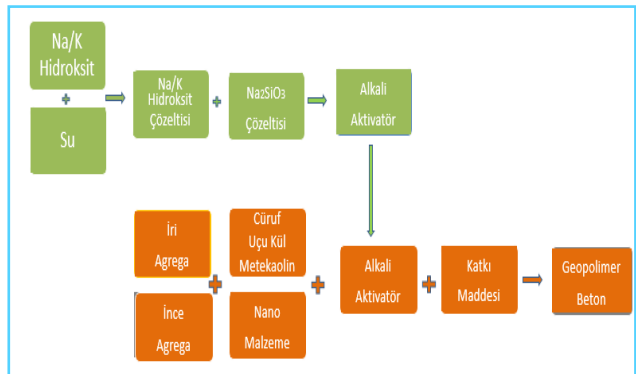 Na/K
Hidroksit
+
Su
Na/K
Hidroksit
Çözeltisi
+
Na2SiO3
Çözeltisi
Alkali
Aktivatör
İri
Agrega
İnce
Agrega
+
Cüruf
Uçu Kül
Metekaolin
Nano
Malzeme
+
Alkali
Aktivatör
+
Katkı
Maddesi
Geopolimer
Beton